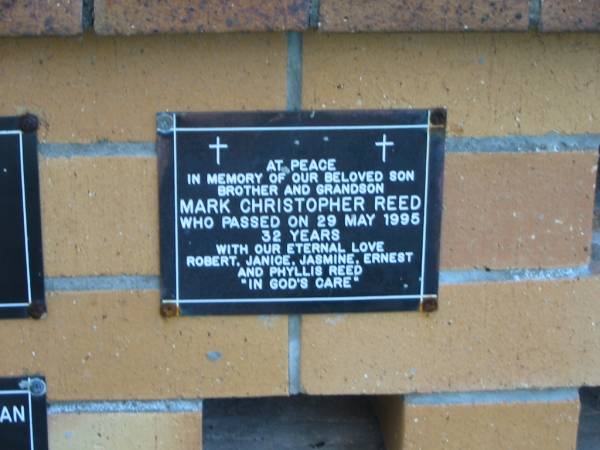 AT PEACE
IN MEMORY OF OUR BELOVED SON
BROTHER AND GRANDSON
MARK CHRISTOPHER REED
WHO PASSED ON 29 MAY 1995
32 YEARS
WITH OUR ETERNAL LOVE
ROBERT, JANICE, JASMINE, ERNEST
AND PHYLLIS REED
"IN GOD'S CARE"
AN